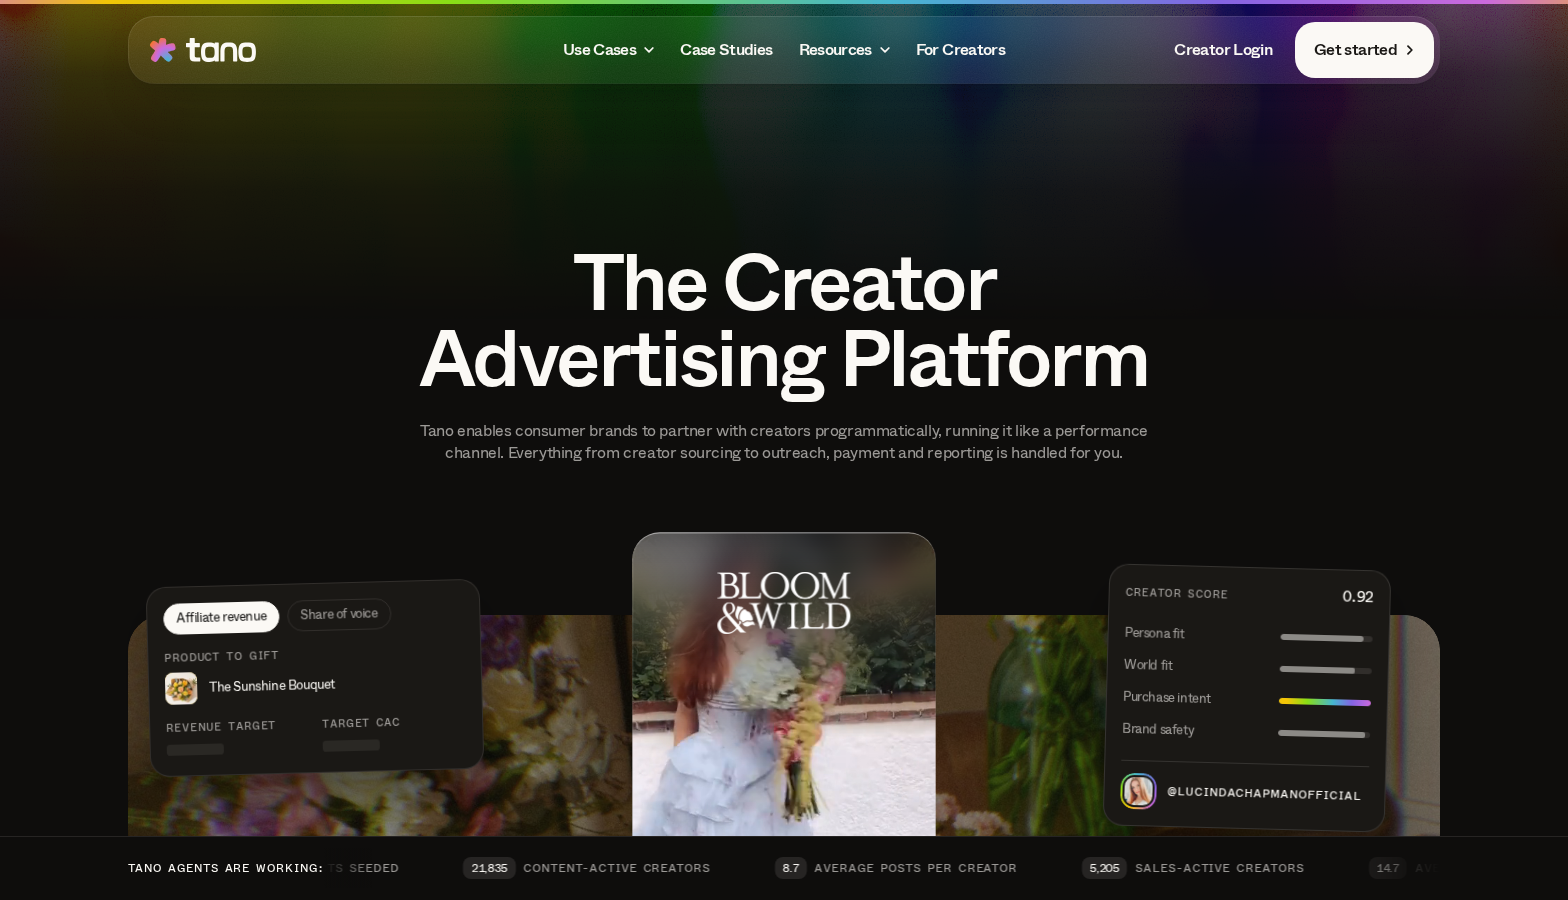 tano
Use Cases
Case Studies
Resources
For Creators
Creator Login
Get started
The Creator
Advertising Platform
Tano enables consumer brands to partner with creators programmatically, running it like a performance
channel. Everything from creator sourcing to outreach, payment and reporting is handled for you.
Affiliate revenue
Share of voice
PRODUCT TO GIFT
The Sunshine Bouquet
REVENUE TARGET
TARGET CAC
BLOOM
&WILD
CREATOR SCORE
0.92
Persona fit
World fit
Purchase intent
Brand safety
@LUCINDACHAPMANOFFICIAL
TANO AGENTS ARE WORKING:
SEEDED
21,835 CONTENT-ACTIVE CREATORS
8.7 AVERAGE POSTS PER CREATOR
5,205 SALES-ACTIVE CREATORS
14.7